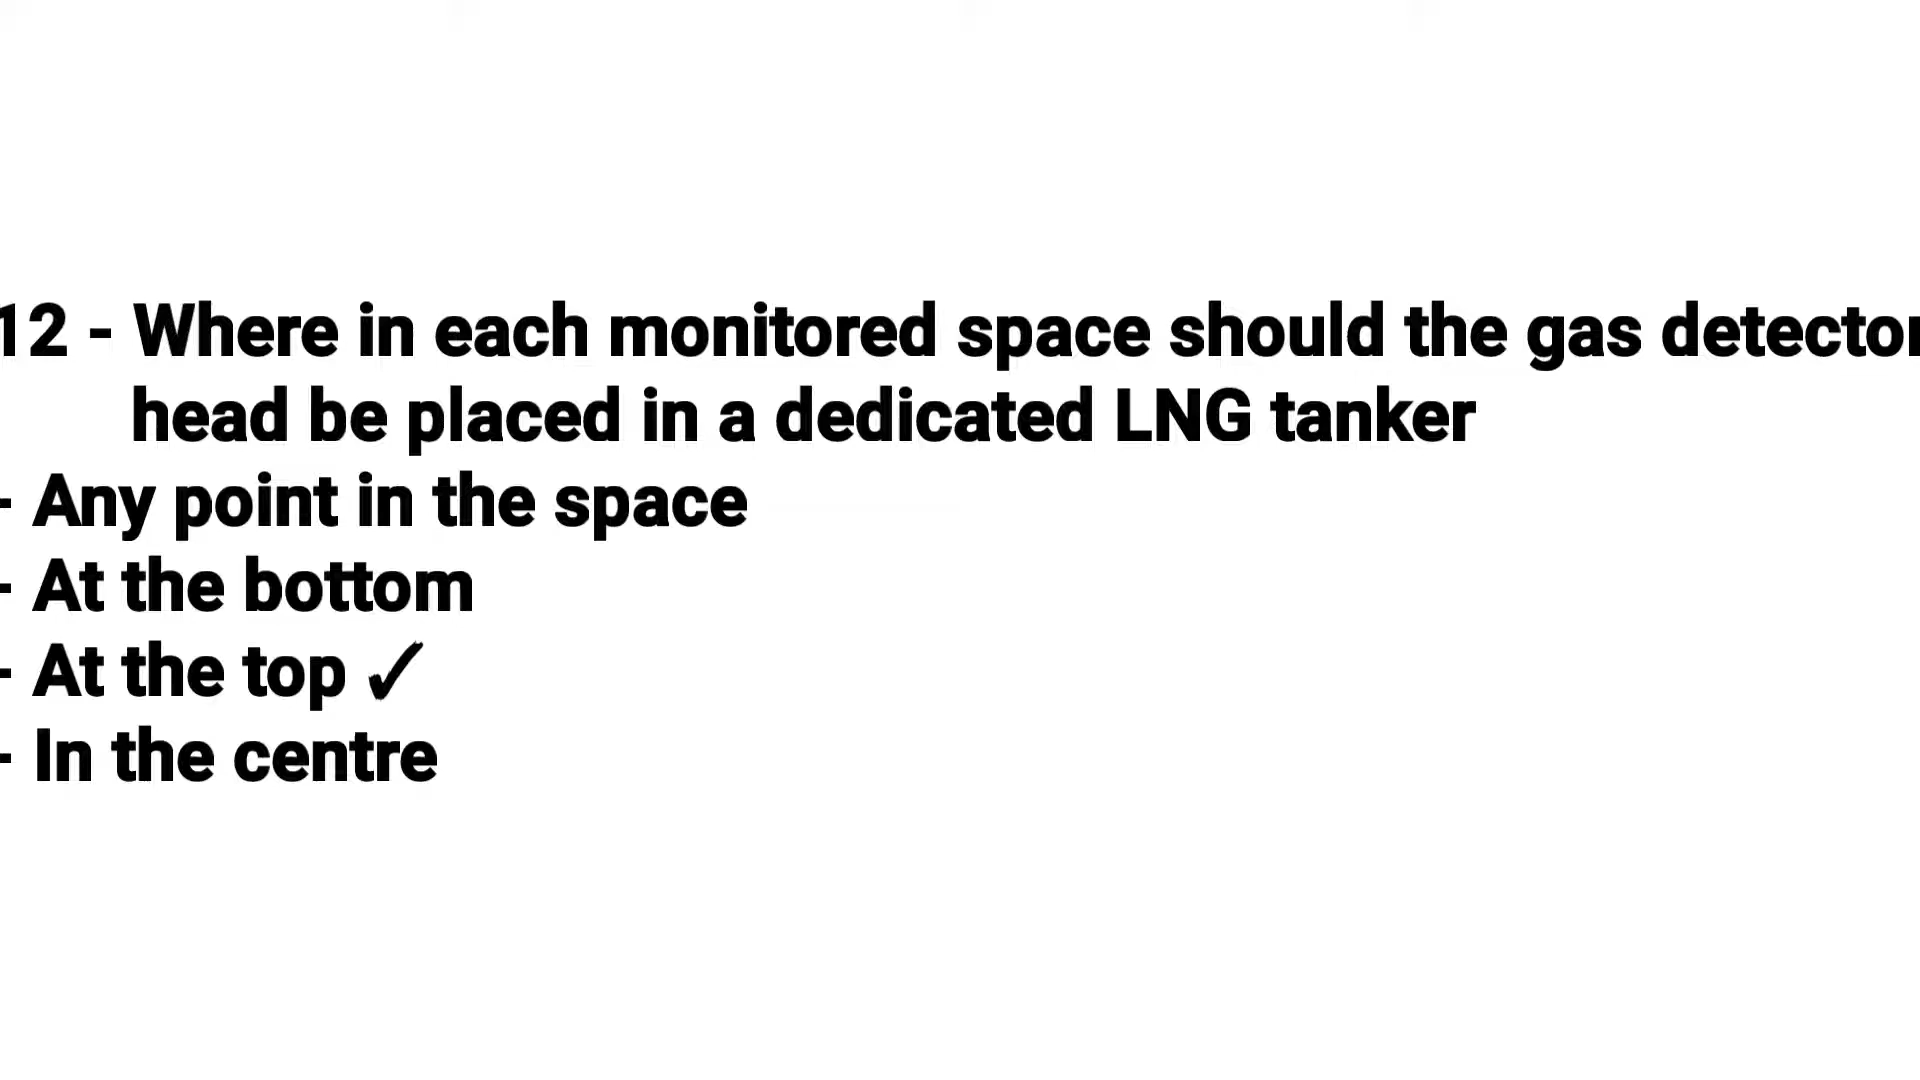 12 - Where in each monitored space should the gas detector
head be placed in a dedicated LNG tanker
- Any point in the space
- At the bottom
- At the top ✓
- In the centre